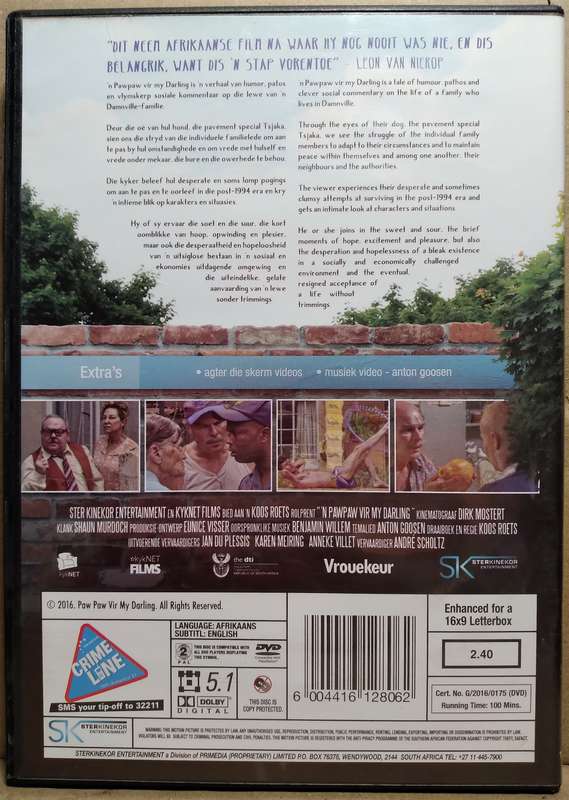 "DIT NEEM AFRIKAANSE FILM NA WAAR HY NOG NOOIT WAS NIE, EN DIS
BELANGRIK, WANT DIS 'N STAP VORENTOE" - LEON VAN NIEROP
'n Pawpaw vir my Darling is 'n verhaal van humor, patos
en vlymskerp sosiale kommentaar op die lewe van 'n
Damnville-familie.
Deur die oë van hul hond, die pavement special Tsjaka,
sien ons die stryd van die individuele familielede om aan
te pas by hul omstandighede en om vrede met hulself en
vrede onder mekaar, die bure en die owerhede te behou.
Die kyker beleef hul desperate en soms lomp pogings
om aan te pas en te oorleef in die post-1994 era en kry
'n intieme blik op karakters en situasies.
Hy of sy ervaar die soet en die suur, die kort
oomblikke van hoop, opwinding en plesier,
maar ook die desperaatheid en hopeloosheid
van 'n uitsiglose bestaan in 'n sosiaal en
ekonomies uitdagende omgewing en
die uiteindelike, gelate
aanvaarding van 'n lewe
sonder trimmings.
'n Pawpaw vir my Darling is a tale of humour, pathos and
clever social commentary on the life of a family who
lives in Damnville.
Through the eyes of their dog, the pavement special
Tsjaka, we see the struggle of the individual family
members to adapt to their circumstances and to maintain
peace within themselves and among one another, their
neighbours and the authorities.
The viewer experiences their desperate and sometimes
clumsy attempts at surviving in the post-1994 era and
gets an intimate look at characters and situations.
He or she joins in the sweet and sour, the brief
moments of hope, excitement and pleasure, but also
the desperation and hopelessness of a bleak existence
in a socially and economically challenged
environment and the eventual,
resigned acceptance of
a life without
trimmings.
Extra's
• agter die skerm videos
• musiek video - anton goosen
STER KINEKOR ENTERTAINMENT EN KYKNET FILMS BIED AAN 'N KOOS ROETS ROLPRENT "'N PAWPAW VIR MY DARLING" KINEMATOGRAAF DIRK MOSTERT
KLANK SHAUN MURDOCH PRODUKSIE-ONTWERP EUNICE VISSER OORSPRONKLIKE MUSIEK BENJAMIN WILLEM TEMALIED ANTON GOOSEN DRAAIBOEK EN REGIE KOOS ROETS
UITVOERENDE VERVAARDIGERS JAN DU PLESSIS KAREN MEIRING ANNEKE VILLET VERVAARDIGER ANDRE SCHOLTZ
kykNET
kykNET
FILMS
the dti
Vrouekeur
SK STERKINEKOR
ENTERTAINMENT
© 2016. Paw Paw Vir My Darling. All Rights Reserved.
CRIME
LINE
SMS your tip-off to 32211
LANGUAGE: AFRIKAANS
SUBTITLE: ENGLISH
2
PAL
THIS DISC IS COMPATIBLE WITH
ALL DVD PLAYERS DISPLAYING
THIS SYMBOL
DVD
5.1
DOLBY
DIGITAL
THIS DISC IS
COPY PROTECTED.
6 004416 128062
Enhanced for a
16x9 Letterbox
2.40
Cert. No. G/2016/0175 (DVD)
Running Time: 100 Mins.
SK STERKINEKOR
ENTERTAINMENT
STERKINEKOR ENTERTAINMENT a Division of PRIMEDIA (PROPRIETARY) LIMITED P.O. BOX 76375, WENDYWOOD, 2144 SOUTH AFRICA TEL: +27 11 445-7900